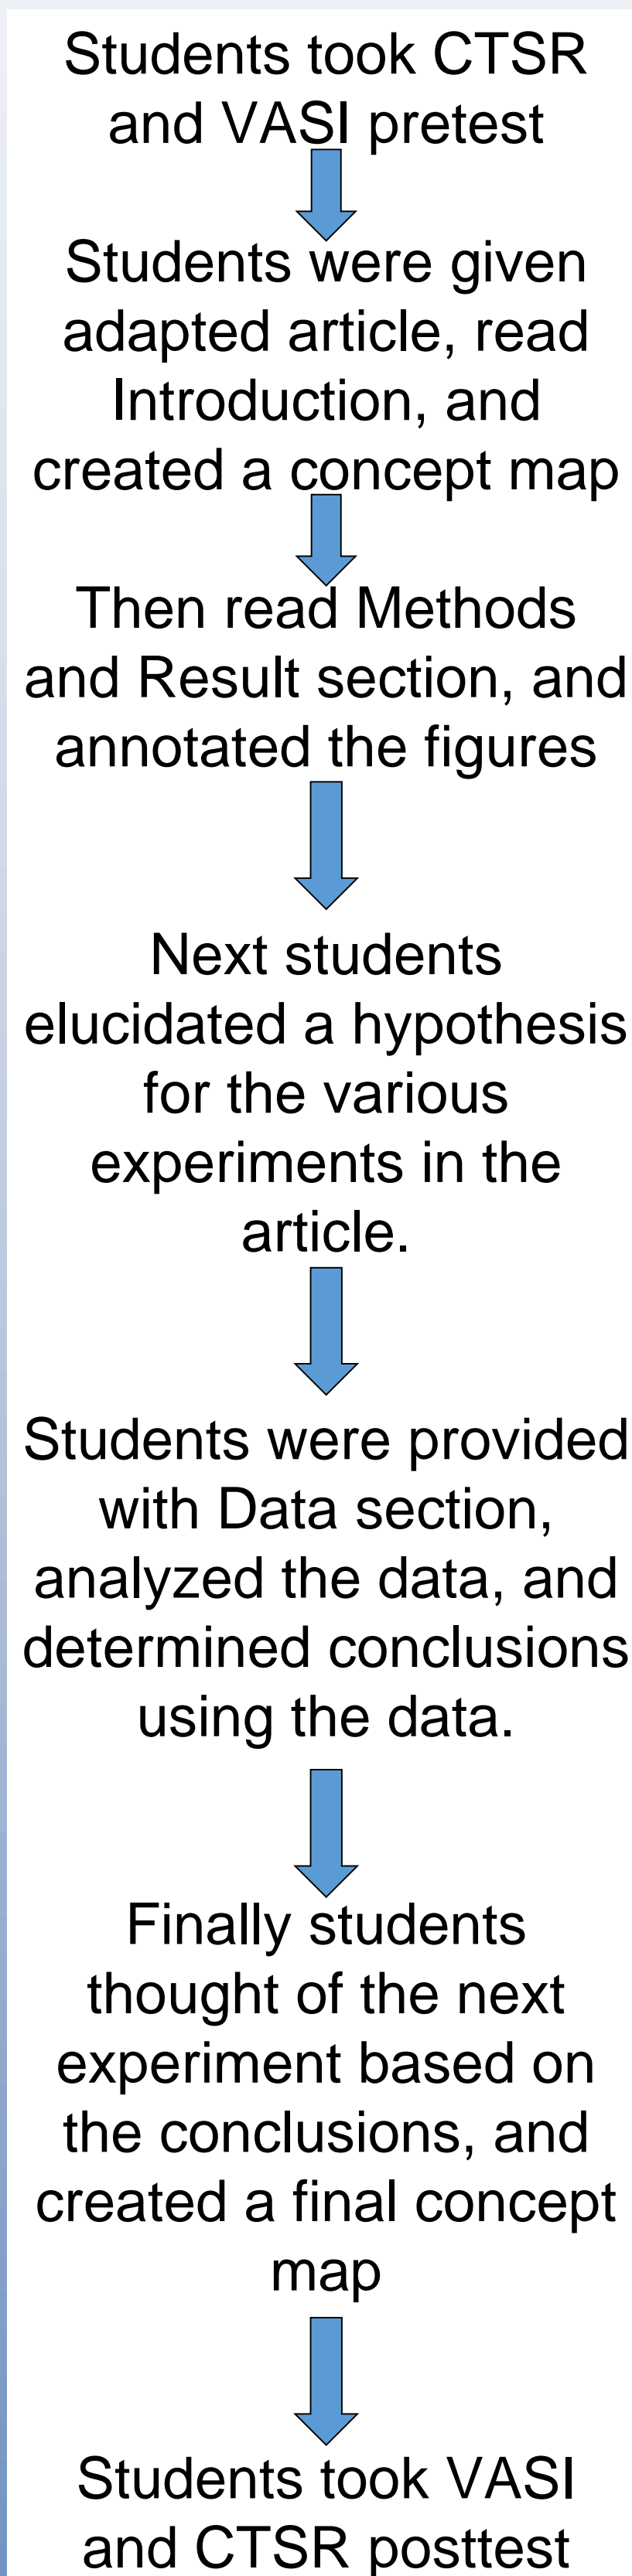 Students took CTSR
and VASI pretest
Students were given
adapted article, read
Introduction, and
created a concept map
Then read Methods
and Result section, and
annotated the figures
Next students
elucidated a hypothesis
for the various
experiments in the
article.
Students were provided
with Data section,
analyzed the data, and
determined conclusions
using the data.
Finally students
thought of the next
experiment based on
the conclusions, and
created a final concept
map
Students took VASI
and CTSR posttest